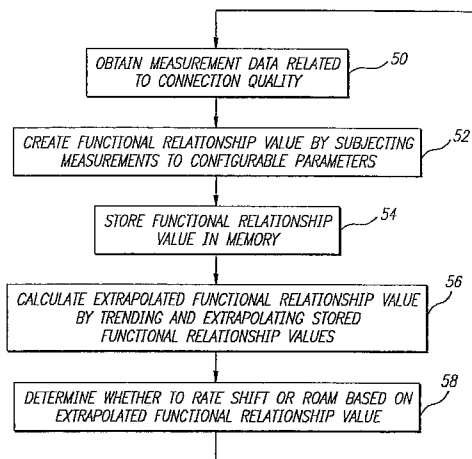 OBTAIN MEASUREMENT DATA RELATED
TO CONNECTION QUALITY
50
CREATE FUNCTIONAL RELATIONSHIP VALUE BY SUBJECTING
MEASUREMENTS TO CONFIGURABLE PARAMETERS
52
STORE FUNCTIONAL RELATIONSHIP
VALUE IN MEMORY
54
CALCULATE EXTRAPOLATED FUNCTIONAL RELATIONSHIP VALUE
BY TRENDING AND EXTRAPOLATING STORED
FUNCTIONAL RELATIONSHIP VALUES
56
DETERMINE WHETHER TO RATE SHIFT OR ROAM BASED ON
EXTRAPOLATED FUNCTIONAL RELATIONSHIP VALUE
58